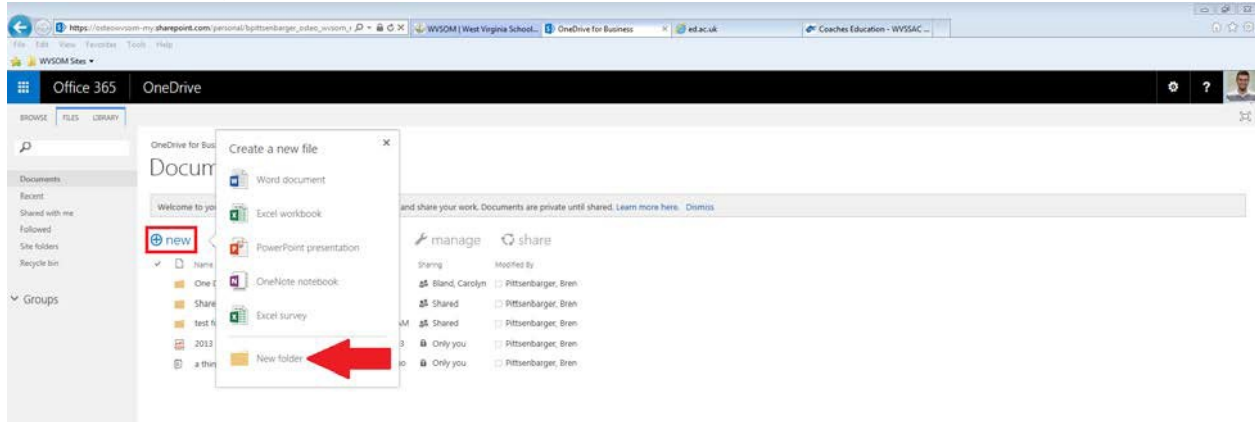 https://osteowvsom-my.sharepoint.com/personal/bpittsenbarger_osteo_wvsom_
WVSOM | West Virginia School...
OneDrive for Business
ed.ac.uk
Coaches Education - WVSSAC ...
File Edit View Favorites Tools Help
WVSOM Sites
Office 365 OneDrive
?
BROWSE FILES LIBRARY
OneDrive for Bus
Docum
Documents
Recent
Shared with me
Followed
Site folders
Recycle bin
Groups
Welcome to yo
and share your work. Documents are private until shared. Learn more here. Dismiss
new
manage share
Name
Sharing Modified By
One D
Bland, Carolyn Pittsenbarger, Bren
Share
Shared Pittsenbarger, Bren
test fo
AM Shared Pittsenbarger, Bren
2013
3 Only you Pittsenbarger, Bren
a thin
Only you Pittsenbarger, Bren
Create a new file
Word document
Excel workbook
PowerPoint presentation
OneNote notebook
Excel survey
New folder